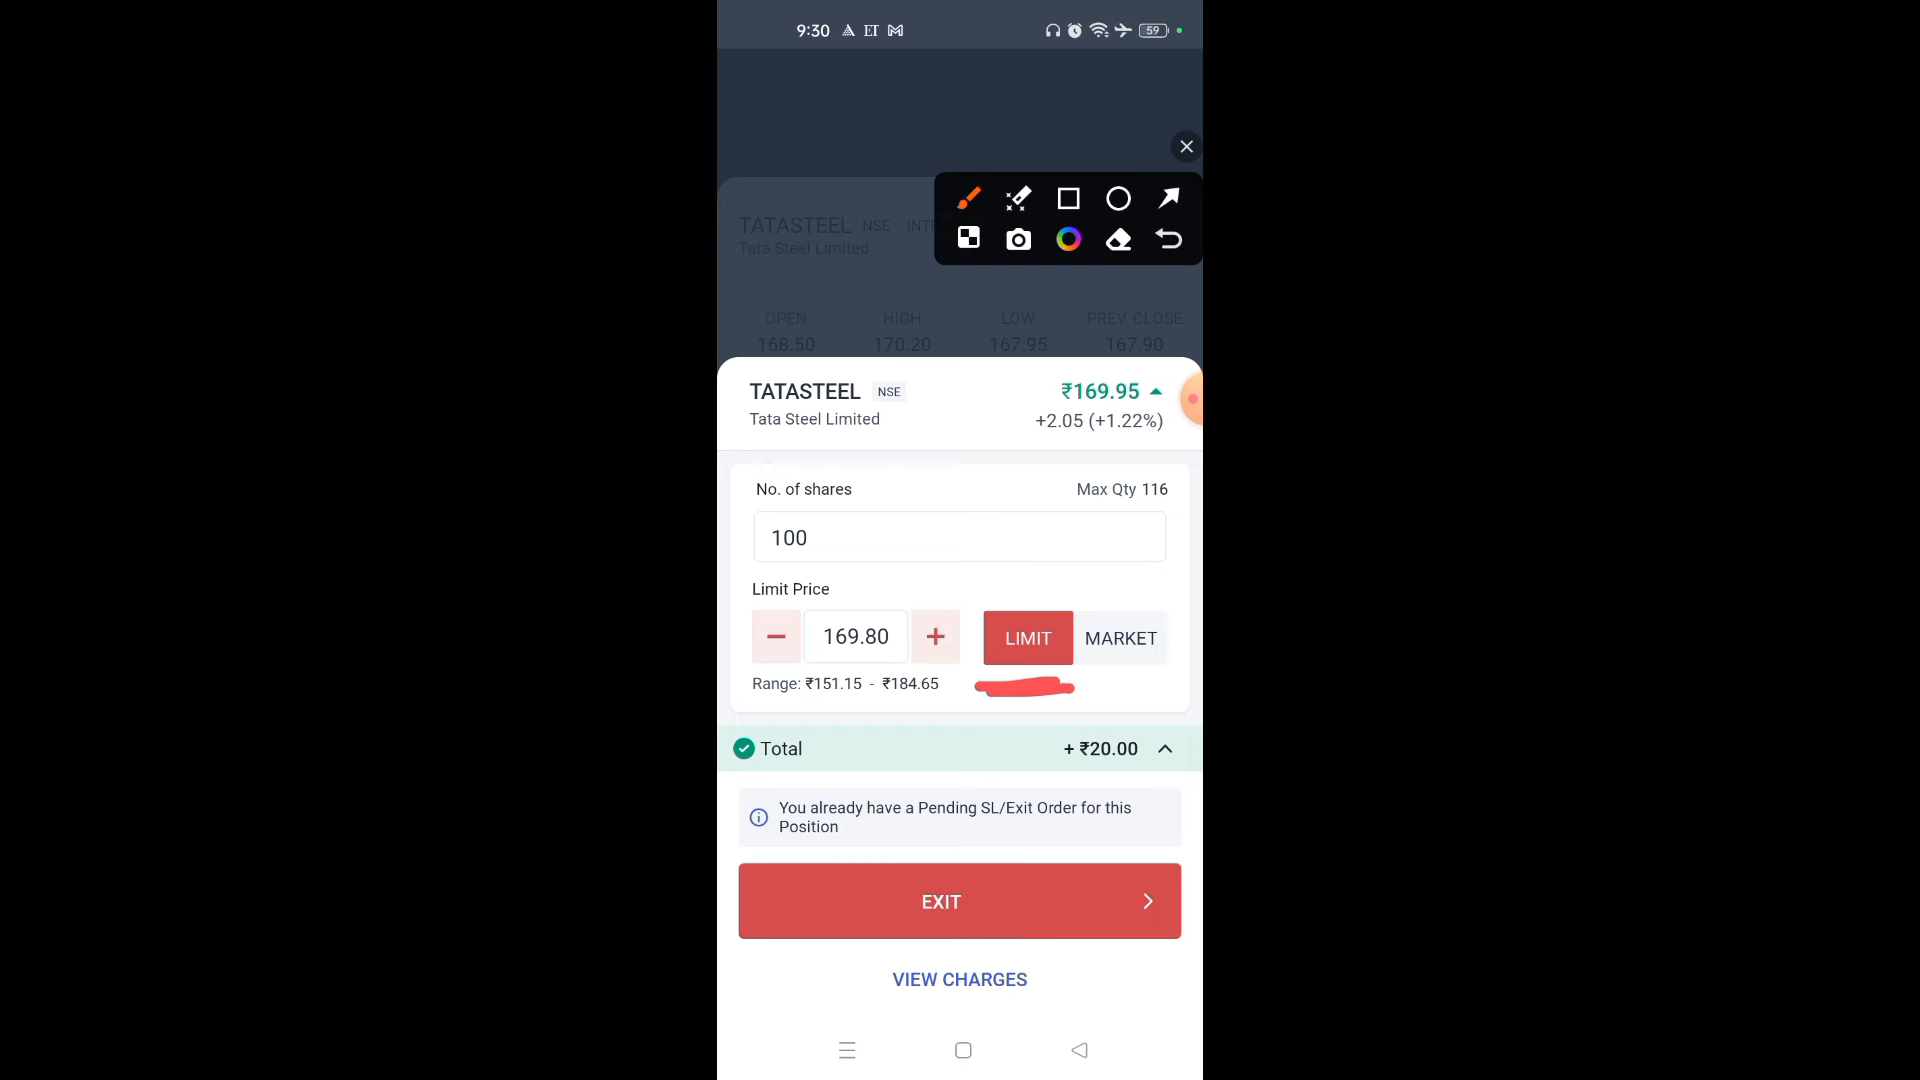 9:30 ET 59
TATASTEEL NSE
Tata Steel Limited
OPEN HIGH LOW PREV. CLOSE
168.50 170.20 167.95 167.90
TATASTEEL NSE ₹169.95
Tata Steel Limited +2.05 (+1.22%)
No. of shares Max Qty 116
100
Limit Price
− 169.80 + LIMIT MARKET
Range: ₹151.15 - ₹184.65
Total + ₹20.00
You already have a Pending SL/Exit Order for this
Position
EXIT
VIEW CHARGES